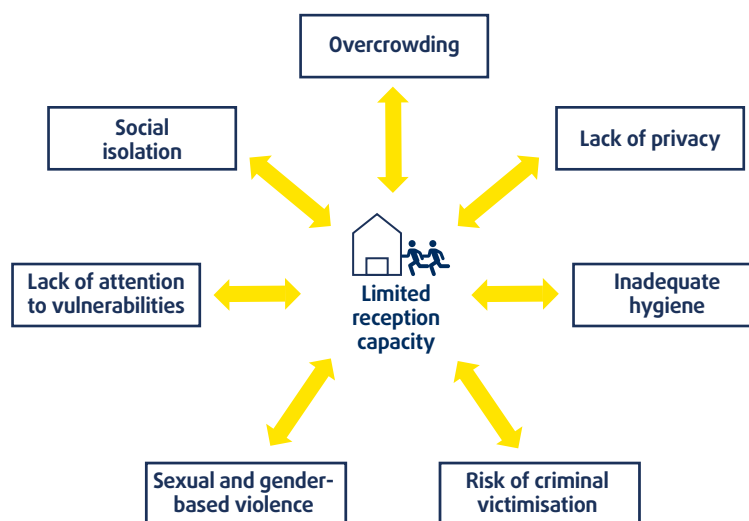 Overcrowding
Social
isolation
Lack of privacy
Lack of attention
to vulnerabilities
Limited
reception
capacity
Inadequate
hygiene
Sexual and gender-
based violence
Risk of criminal
victimisation